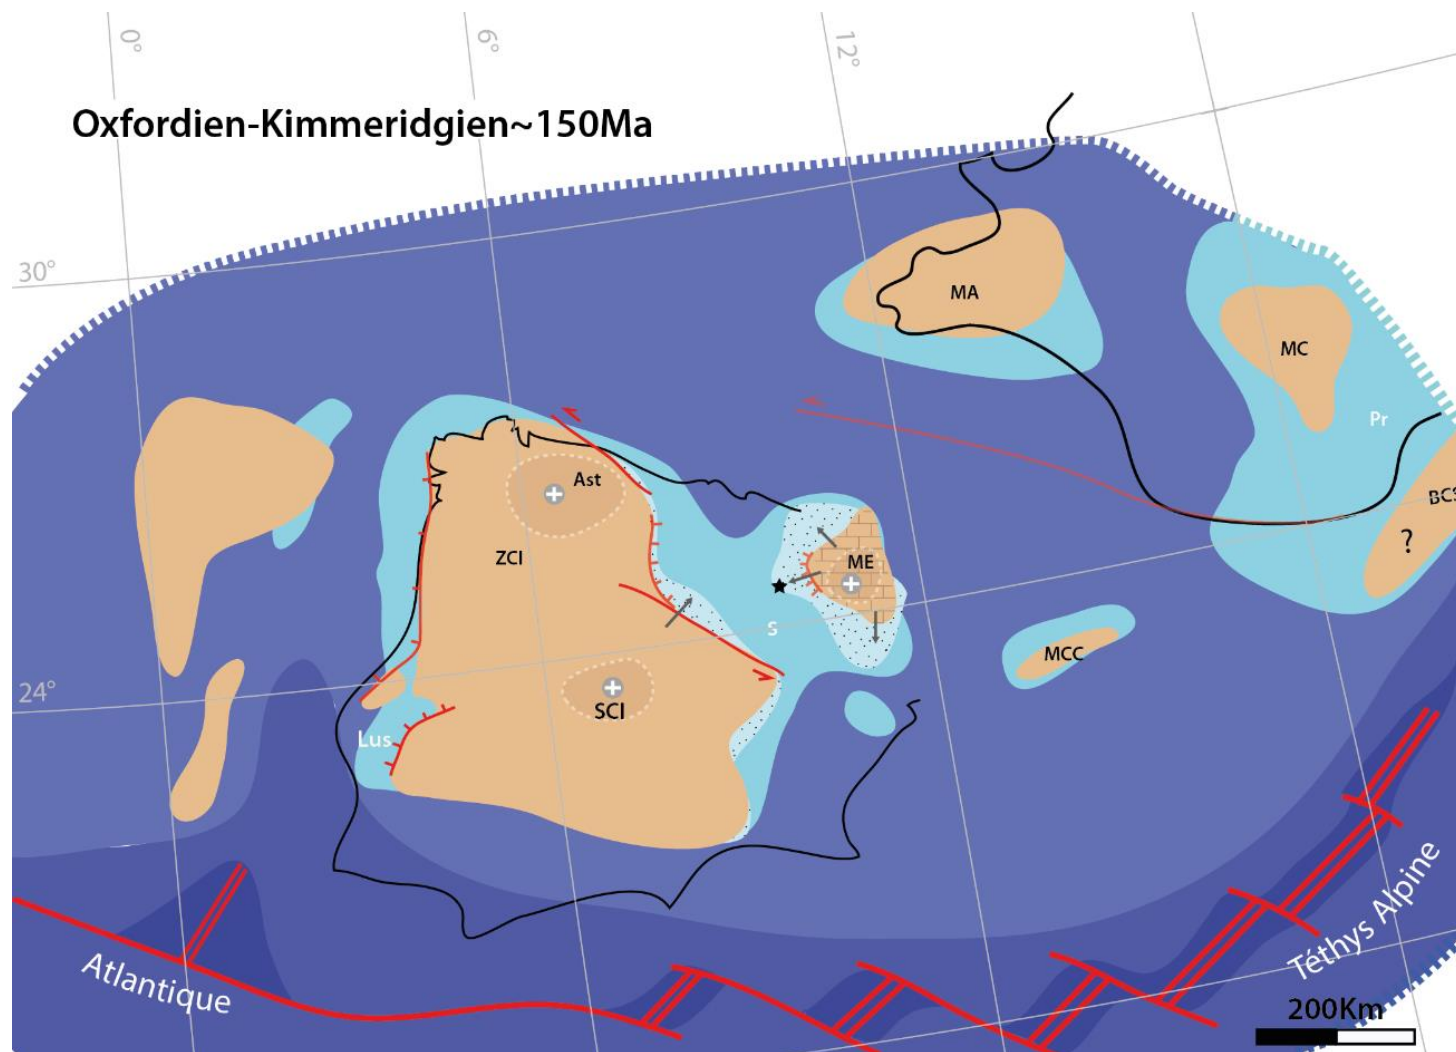 0°
6°
12°
Oxfordien-Kimmeridgien~150Ma
30°
MA
MC
Pr
Ast
BCS
ZCI
ME
?
S
MCC
24°
SCI
Lus
Téthys Alpine
Atlantique
200Km